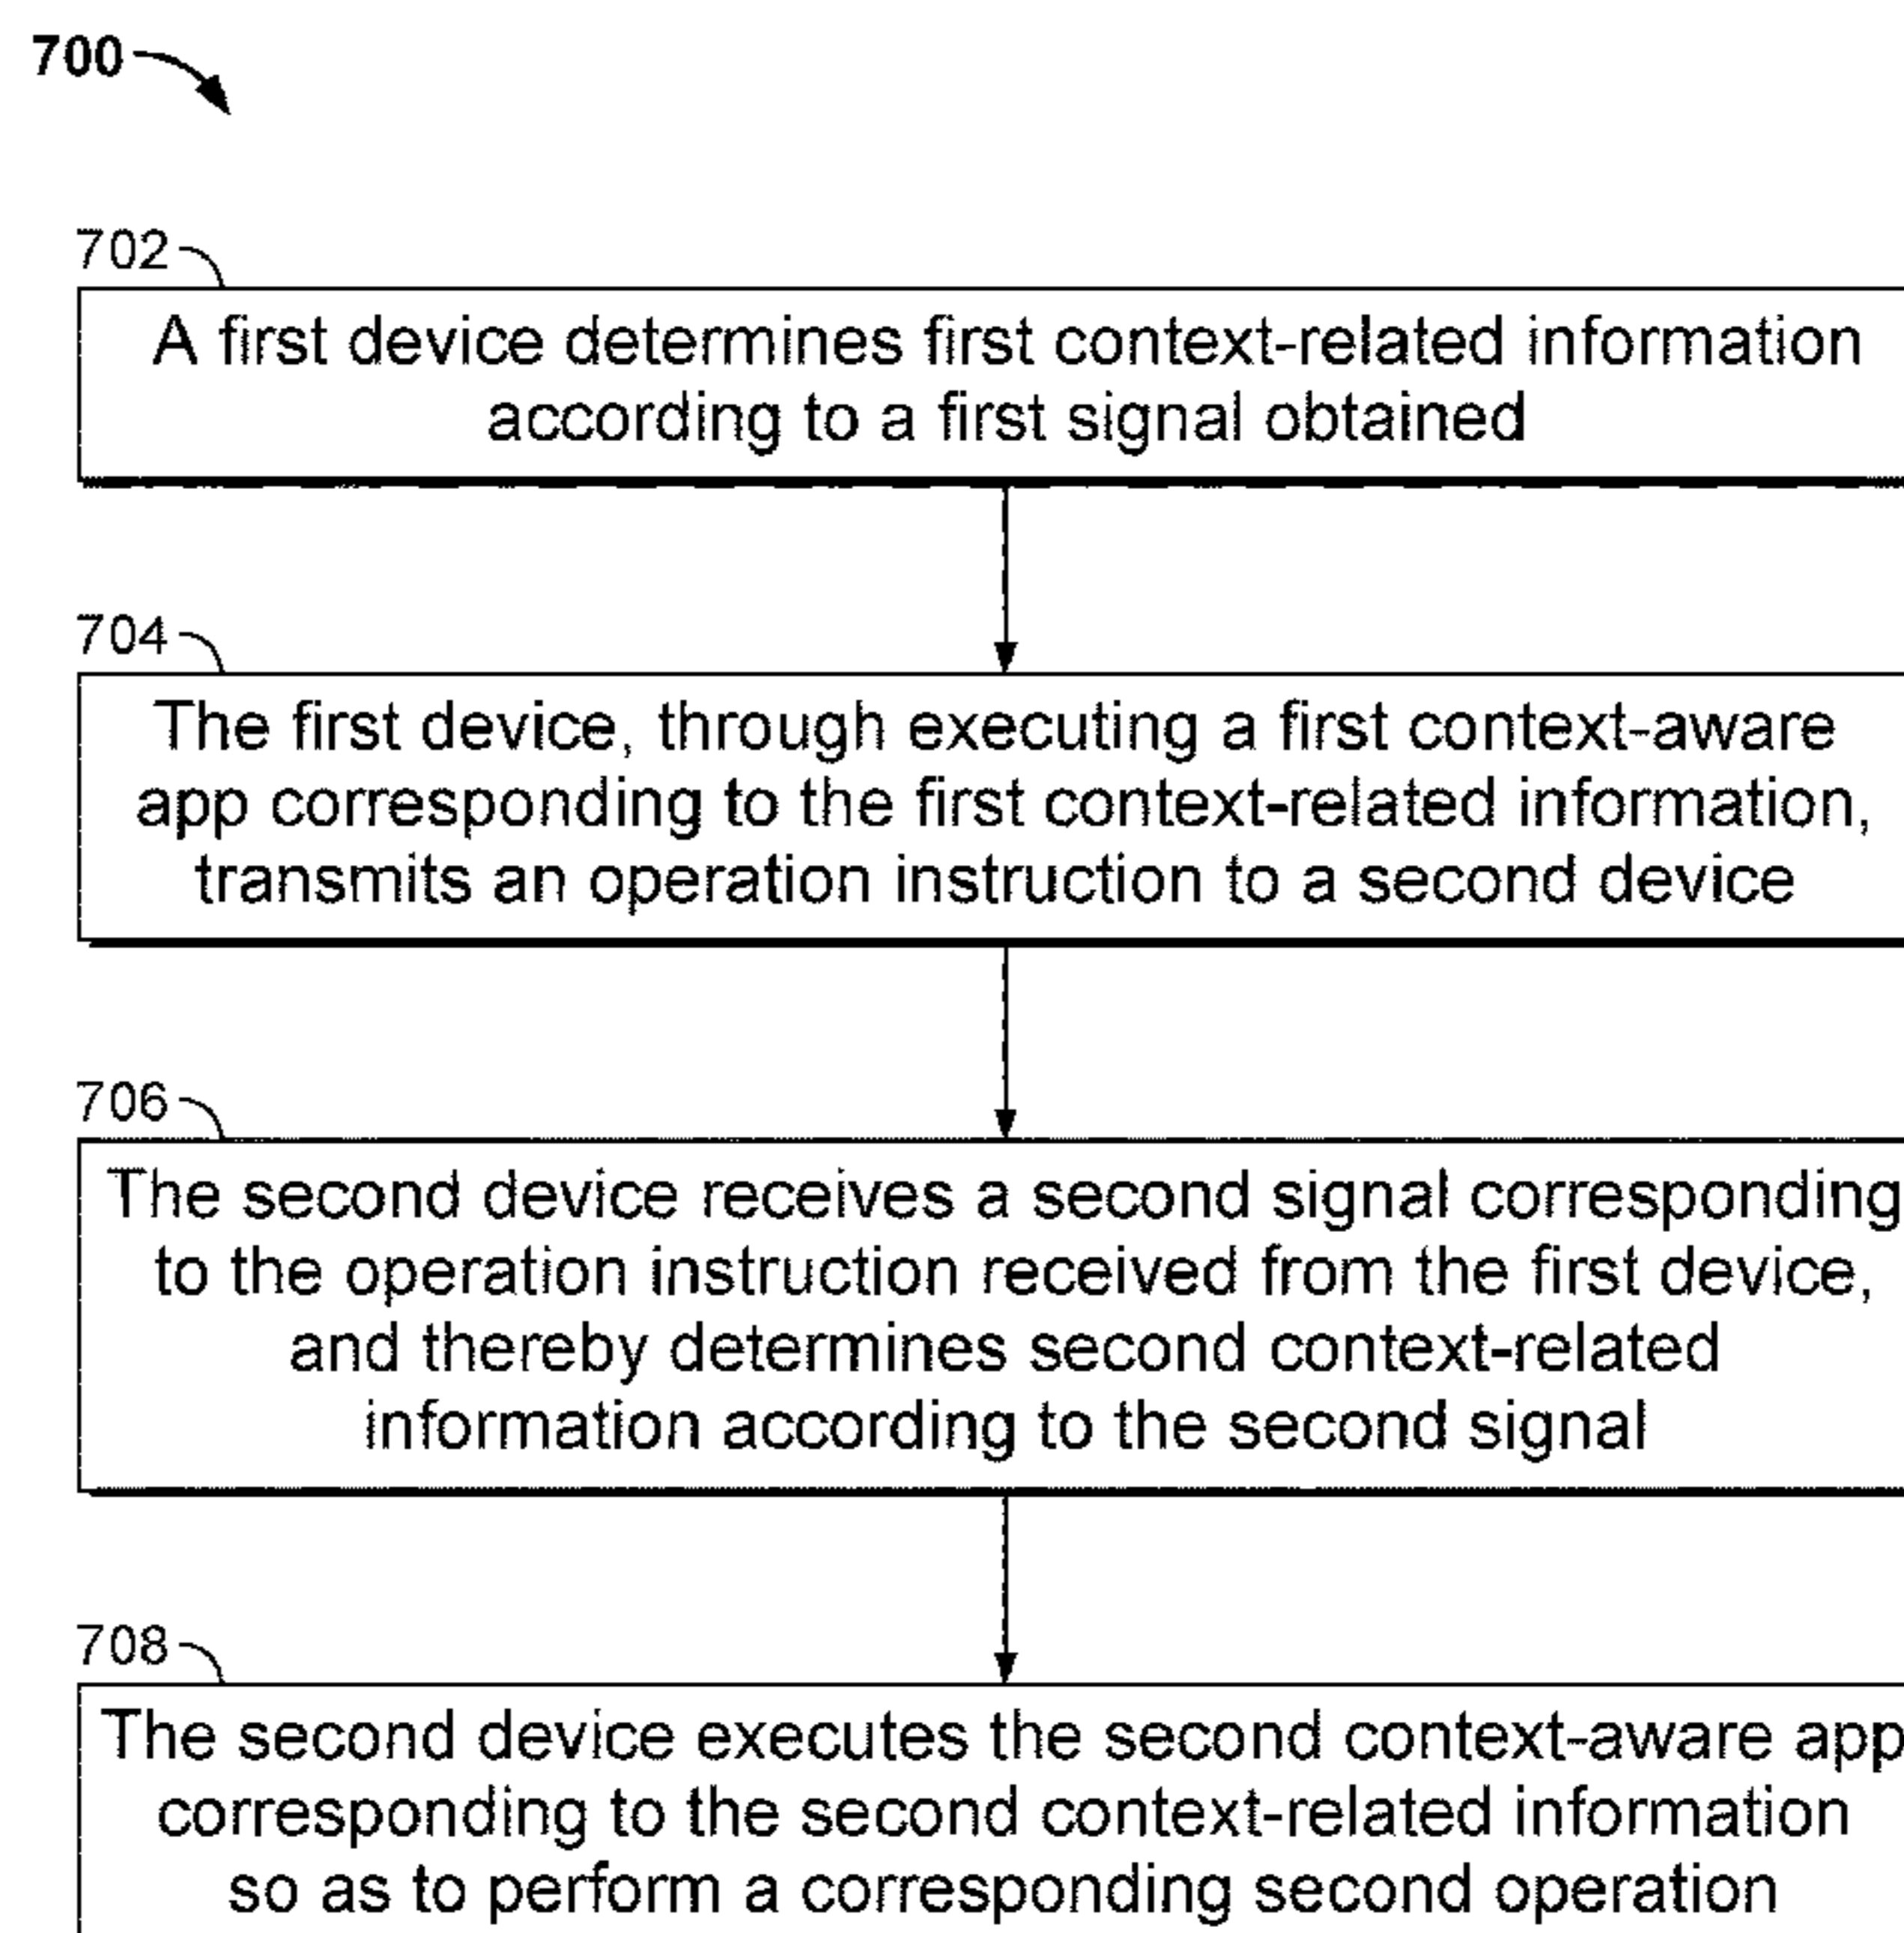 700
702
A first device determines first context-related information
according to a first signal obtained
704
The first device, through executing a first context-aware
app corresponding to the first context-related information,
transmits an operation instruction to a second device
706
The second device receives a second signal corresponding
to the operation instruction received from the first device,
and thereby determines second context-related
information according to the second signal
708
The second device executes the second context-aware app
corresponding to the second context-related information
so as to perform a corresponding second operation